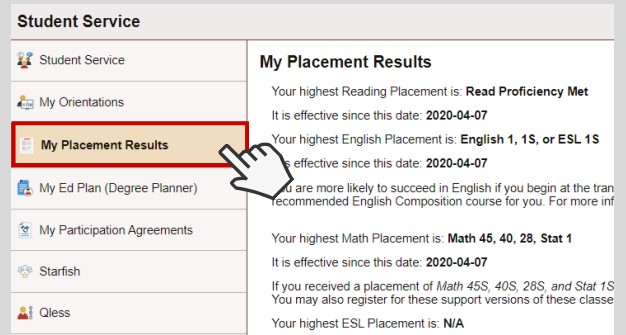 Student Service
Student Service
My Orientations
My Placement Results
My Ed Plan (Degree Planner)
My Participation Agreements
Starfish
Qless
My Placement Results
Your highest Reading Placement is: Read Proficiency Met
It is effective since this date: 2020-04-07
Your highest English Placement is: English 1, 1S, or ESL 1S
is effective since this date: 2020-04-07
are more likely to succeed in English if you begin at the tran
recommended English Composition course for you. For more inf
Your highest Math Placement is: Math 45, 40, 28, Stat 1
It is effective since this date: 2020-04-07
If you received a placement of Math 45S, 40S, 28S, and Stat 1S
You may also register for these support versions of these classe
Your highest ESL Placement is: N/A